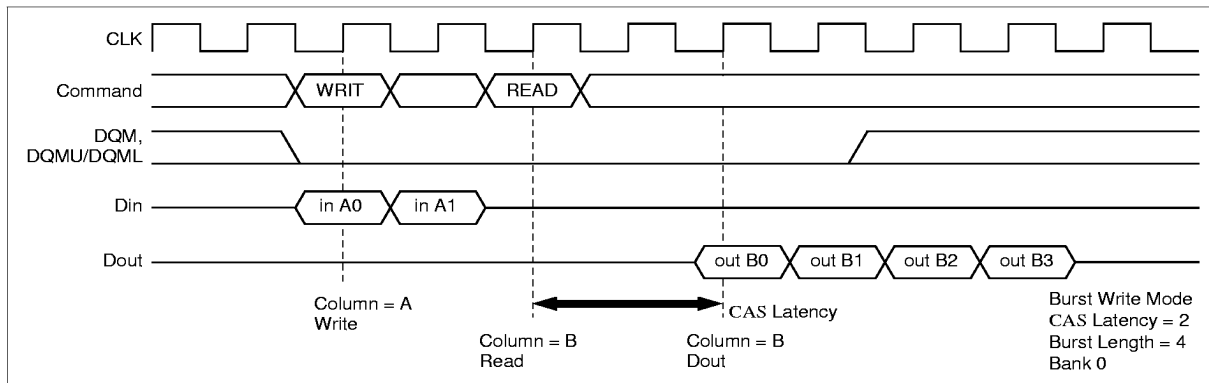 CLK
Command
WRIT
READ
DQM,
DQMU/DQML
Din
in A0
in A1
Dout
out B0
out B1
out B2
out B3
Column = A
Write
CAS Latency
Column = B
Read
Column = B
Dout
Burst Write Mode
CAS Latency = 2
Burst Length = 4
Bank 0